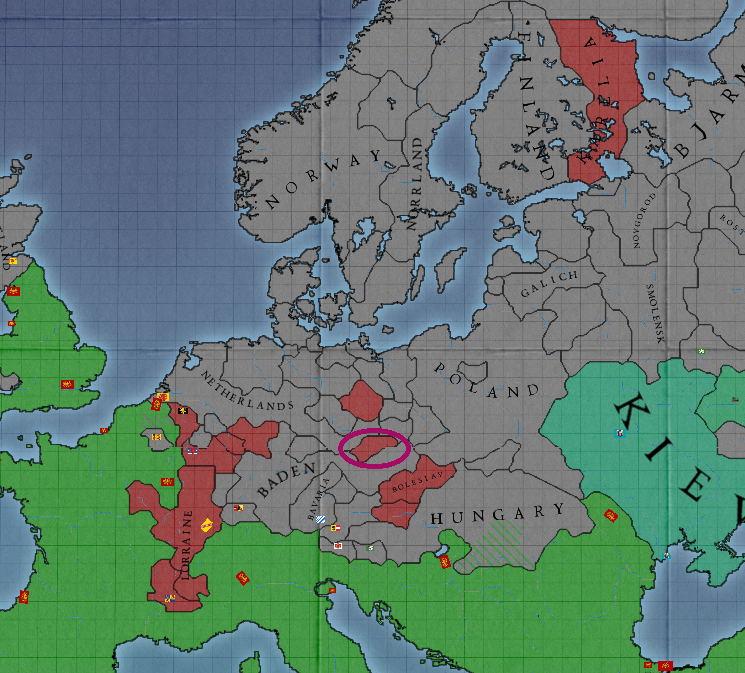 FINLAND
KARELIA
BJARM
NORWAY
NORRLAND
NOVGOROD
ROST
GALICH
SMOLENSK
POLAND
NETHERLANDS
KIEV
BADEN
BOLESLAV
BAVARIA
HUNGARY
LORRAINE